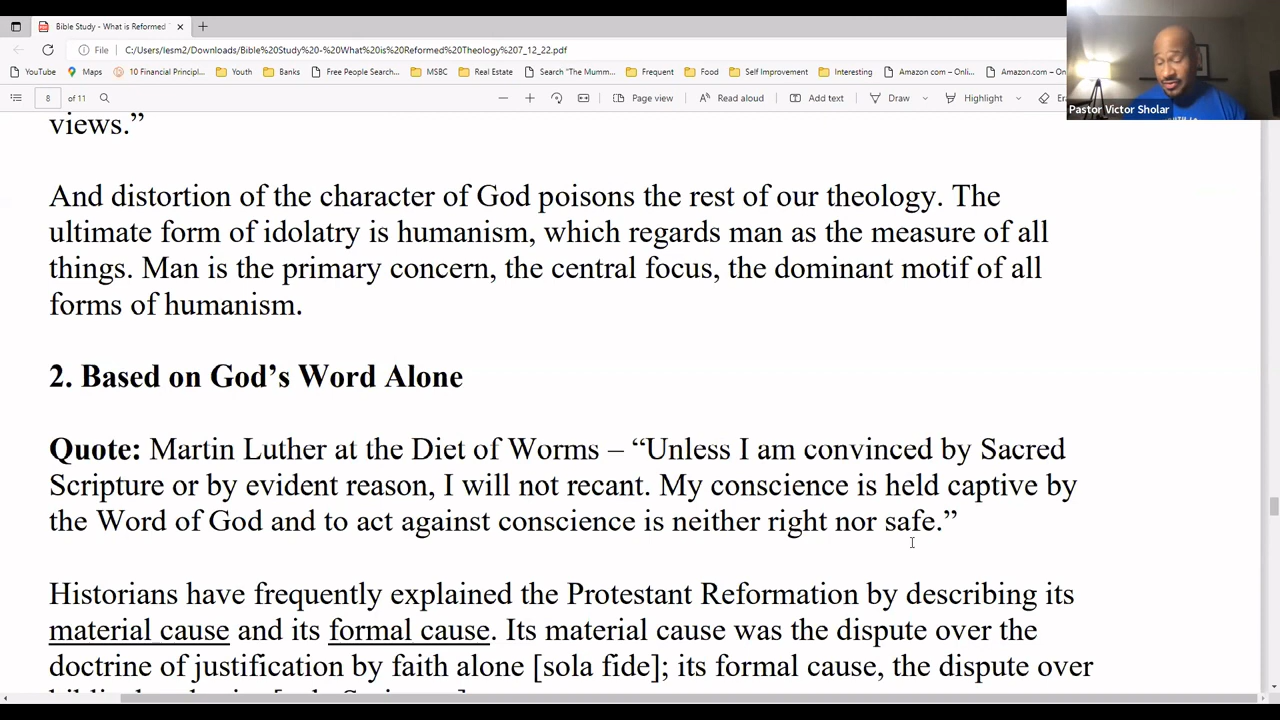 Bible Study - What is Reformed
File
C:/Users/lesm2/Downloads/Bible%20Study%20-%20What%20is%20Reformed%20Theology%207_12_22.pdf
YouTube Maps 10 Financial Principl... Youth Banks Free People Search... MSBC Real Estate Search "The Mumm... Frequent Food Self Improvement Interesting Amazon.com – Onli... Amazon.com – Onli...
8 of 11 Page view Read aloud Add text Draw Highlight
Pastor Victor Sholar
views.”
And distortion of the character of God poisons the rest of our theology. The
ultimate form of idolatry is humanism, which regards man as the measure of all
things. Man is the primary concern, the central focus, the dominant motif of all
forms of humanism.
2. Based on God’s Word Alone
Quote: Martin Luther at the Diet of Worms – “Unless I am convinced by Sacred
Scripture or by evident reason, I will not recant. My conscience is held captive by
the Word of God and to act against conscience is neither right nor safe.”
Historians have frequently explained the Protestant Reformation by describing its
material cause and its formal cause. Its material cause was the dispute over the
doctrine of justification by faith alone [sola fide]; its formal cause, the dispute over